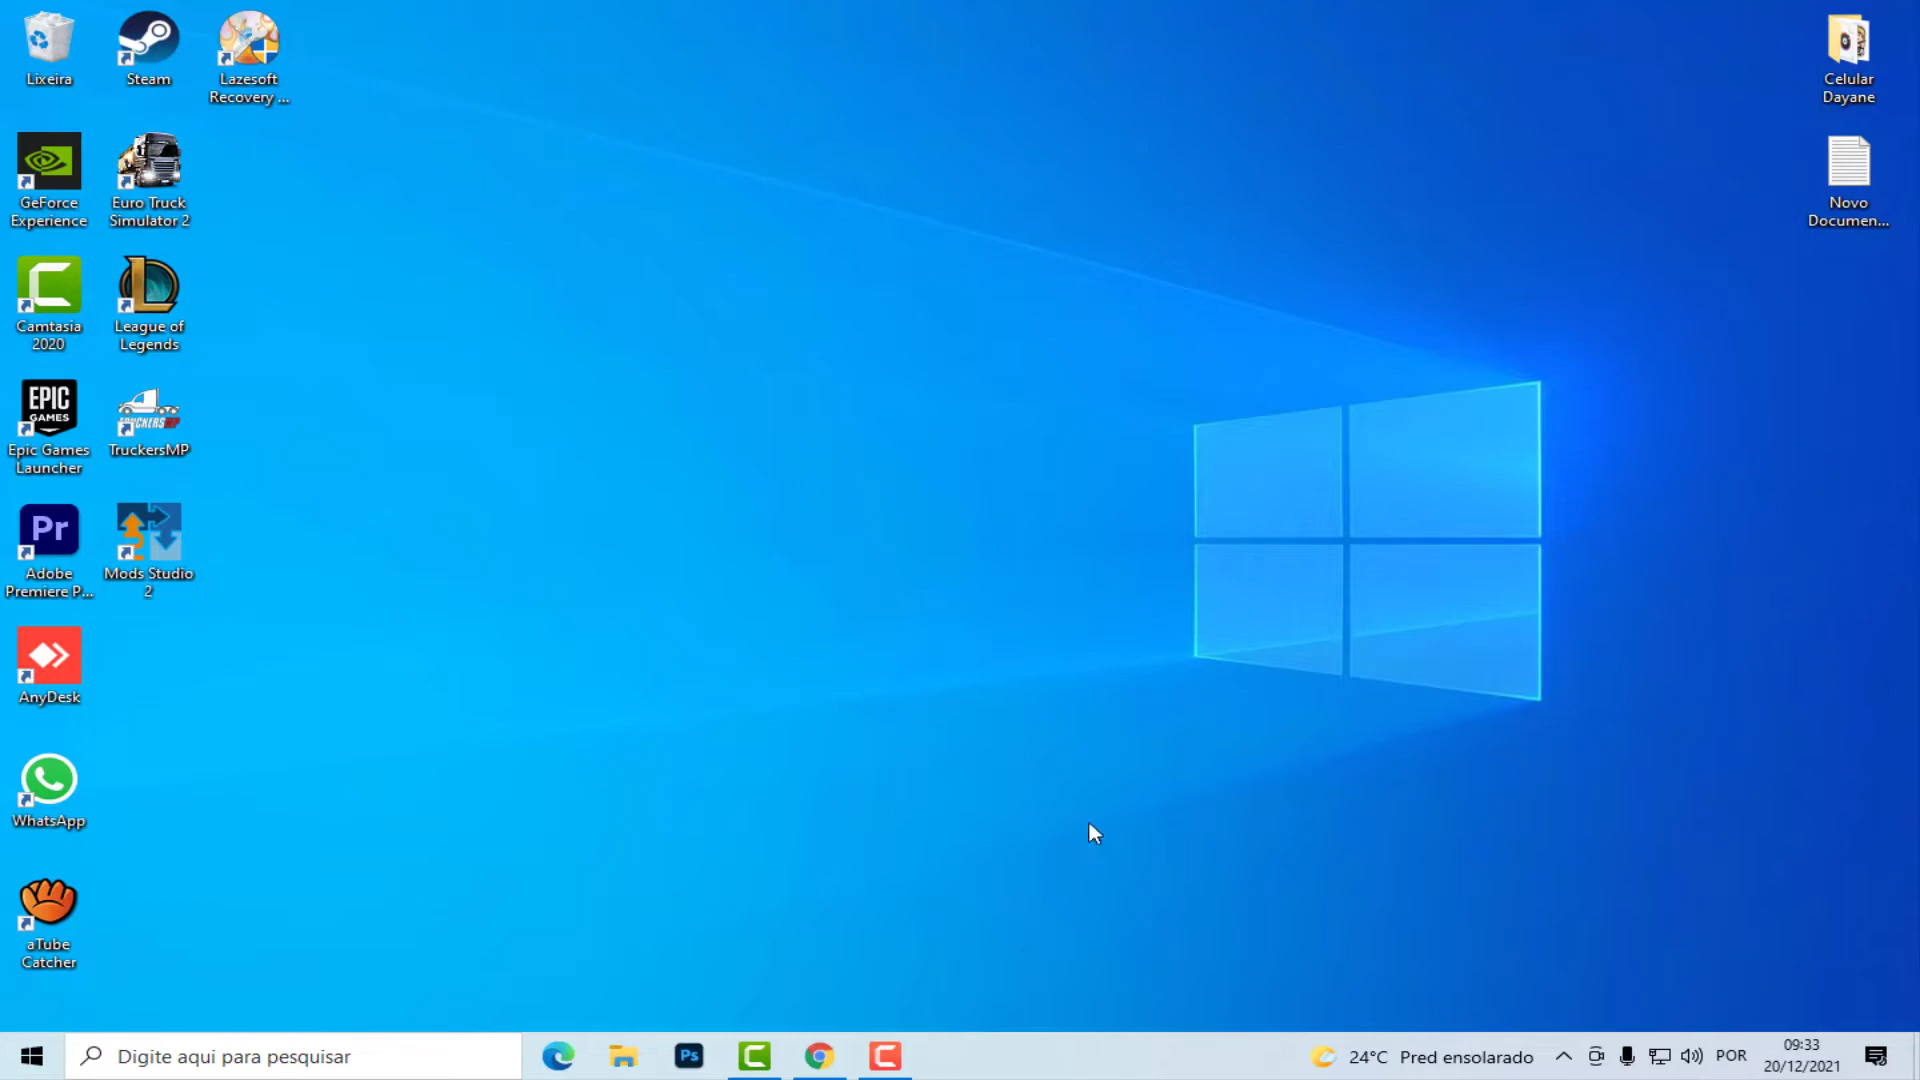 Lixeira
Steam
Lazesoft
Recovery ...
GeForce
Experience
Euro Truck
Simulator 2
Camtasia
2020
League of
Legends
EPIC
GAMES
Epic Games
Launcher
TRUCKERSMP
TruckersMP
Pr
Adobe
Premiere P...
Mods Studio
2
AnyDesk
WhatsApp
aTube
Catcher
Celular
Dayane
Novo
Documen...
Digite aqui para pesquisar
Ps
24°C Pred ensolarado
POR
09:33
20/12/2021